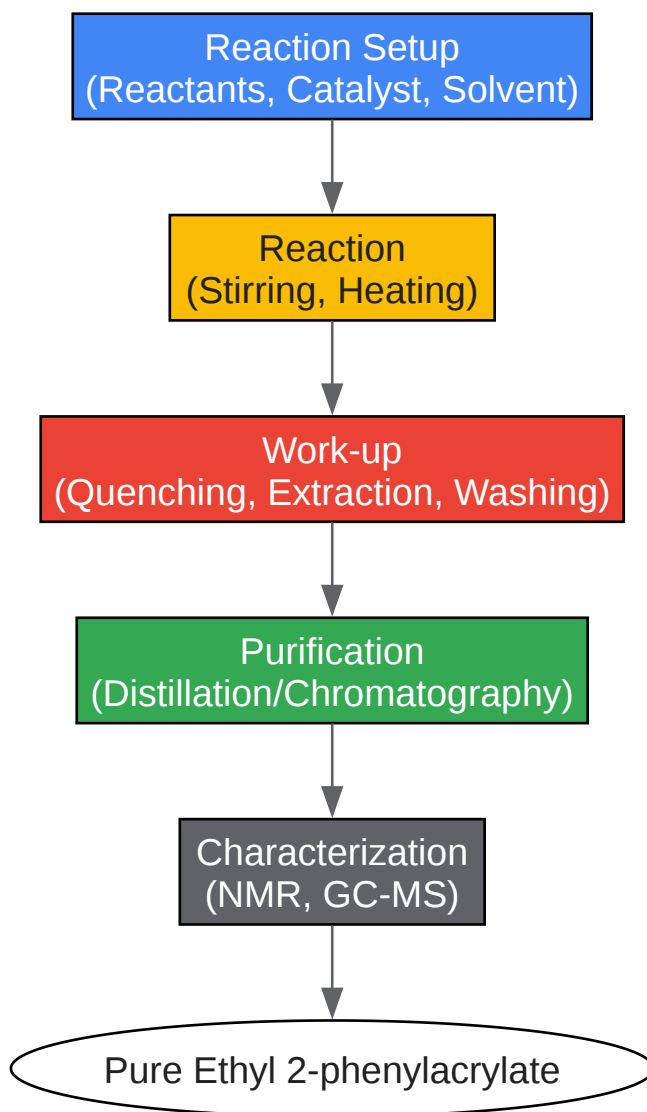 Reaction Setup
(Reactants, Catalyst, Solvent)
Reaction
(Stirring, Heating)
Work-up
(Quenching, Extraction, Washing)
Purification
(Distillation/Chromatography)
Characterization
(NMR, GC-MS)
Pure Ethyl 2-phenylacrylate